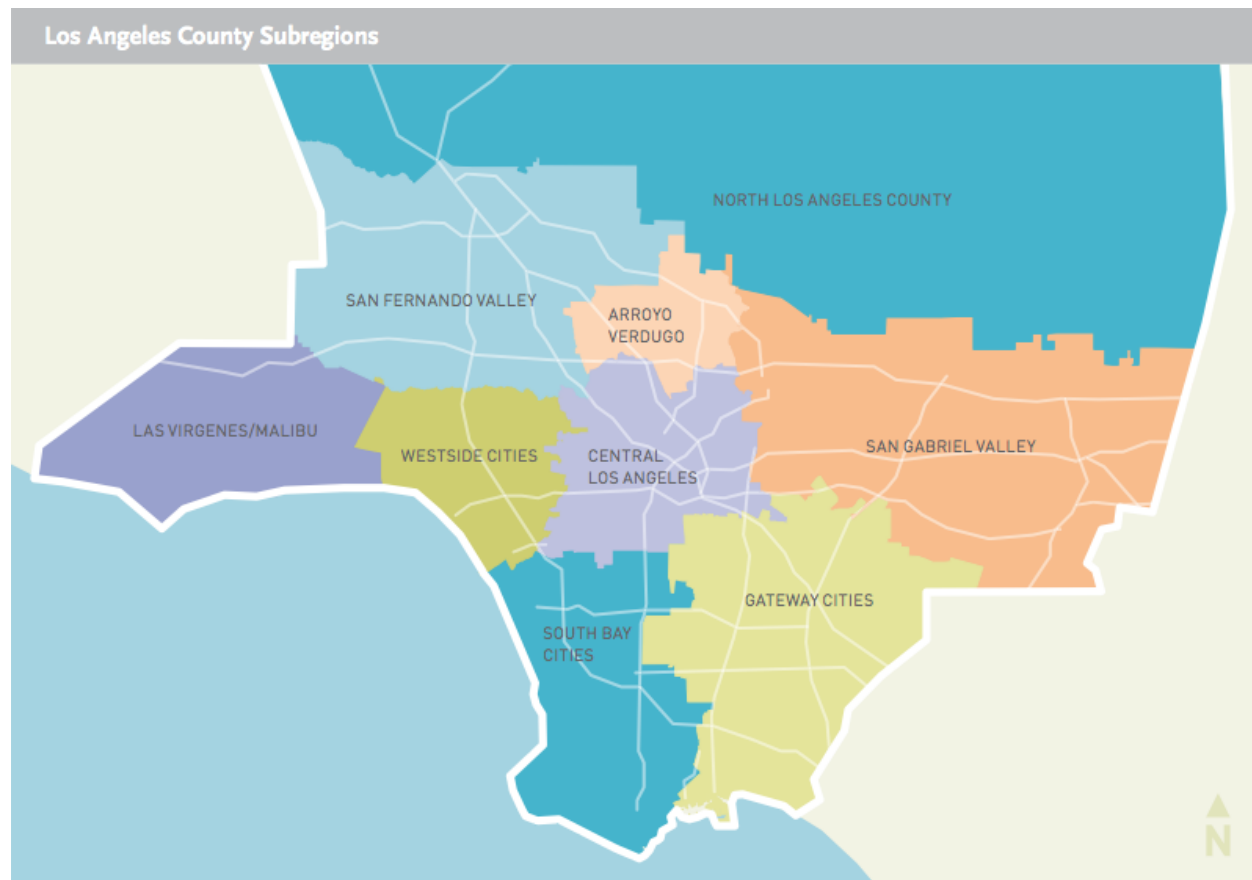 Los Angeles County Subregions
NORTH LOS ANGELES COUNTY
SAN FERNANDO VALLEY
ARROYO
VERDUGO
LAS VIRGENES/MALIBU
WESTSIDE CITIES
CENTRAL
LOS ANGELES
SAN GABRIEL VALLEY
GATEWAY CITIES
SOUTH BAY
CITIES
N